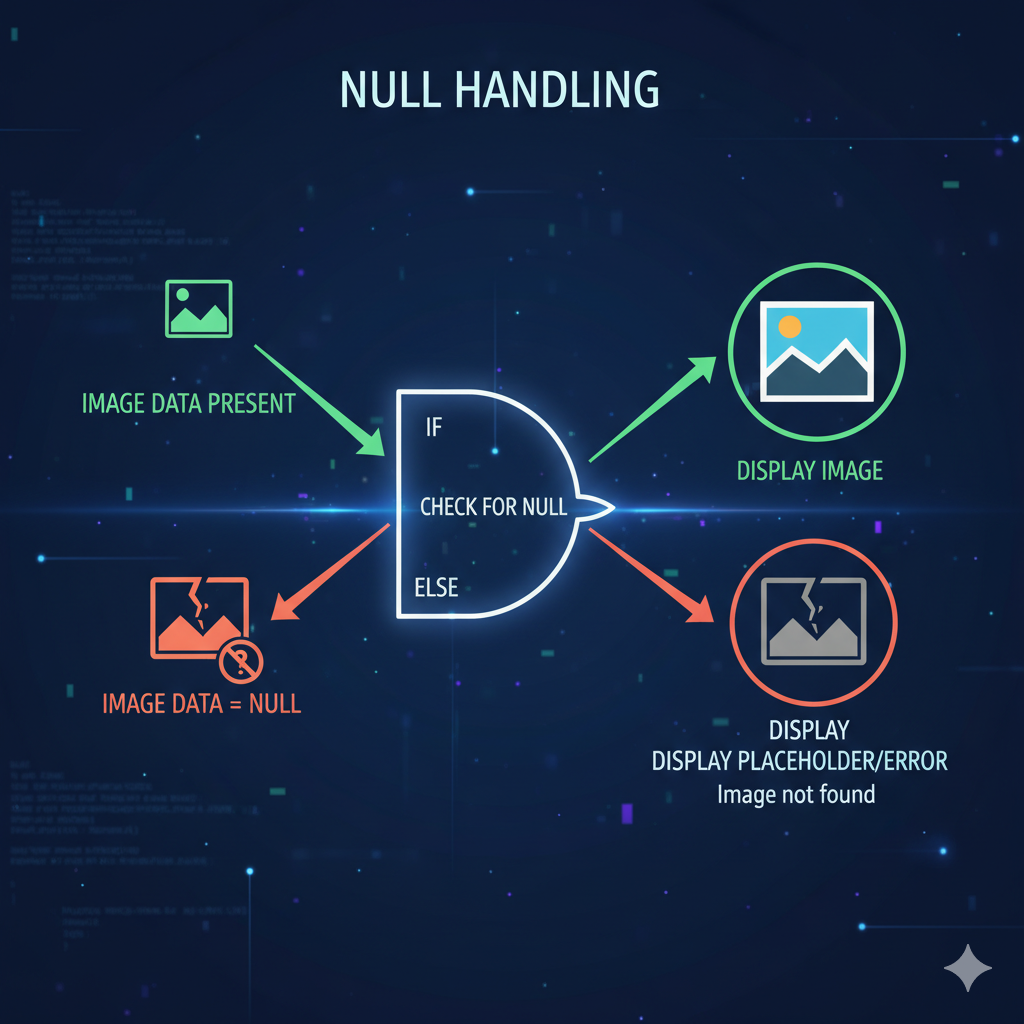 NULL HANDLING
IMAGE DATA PRESENT
IF
CHECK FOR NULL
ELSE
DISPLAY IMAGE
IMAGE DATA = NULL
DISPLAY
DISPLAY PLACEHOLDER/ERROR
Image not found